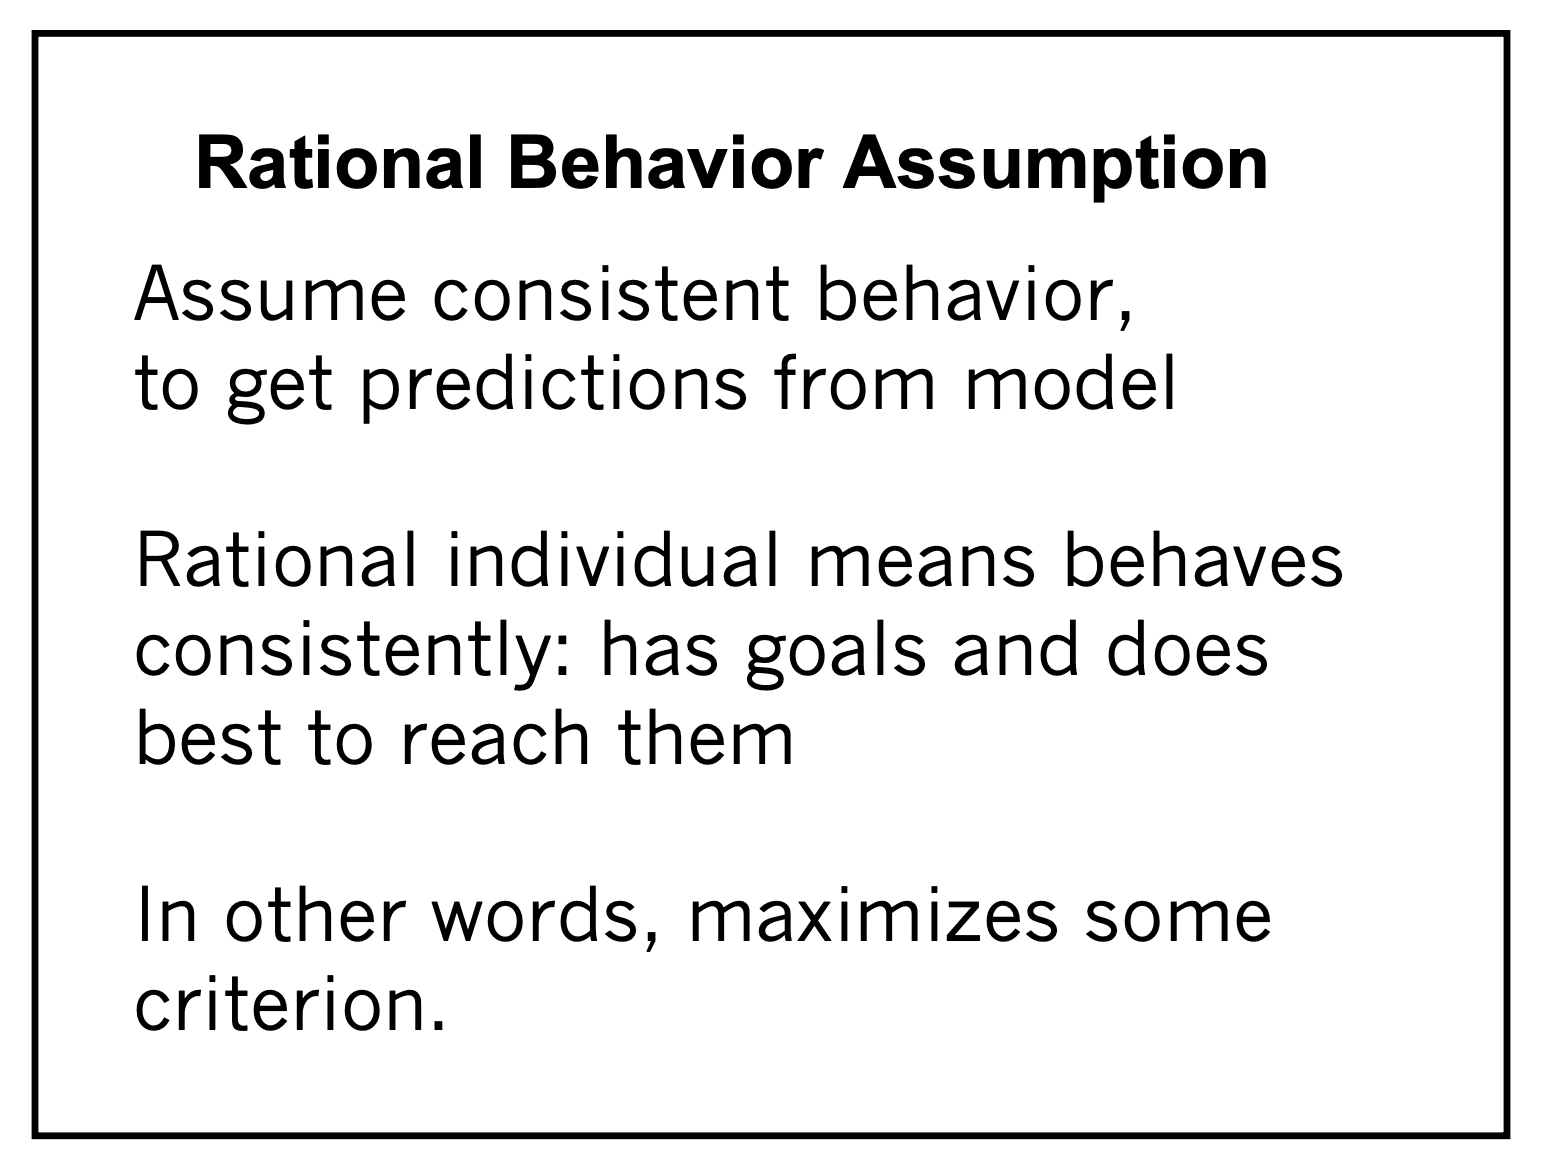 Rational Behavior Assumption
Assume consistent behavior,
to get predictions from model
Rational individual means behaves
consistently: has goals and does
best to reach them
In other words, maximizes some
criterion.